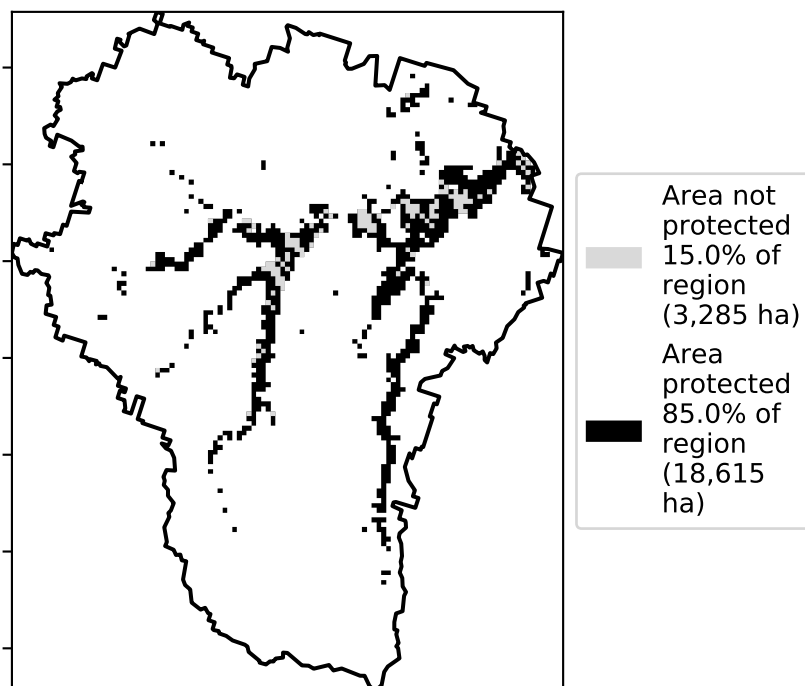 Area not
protected
15.0% of
region
(3,285 ha)
Area
protected
85.0% of
region
(18,615
ha)